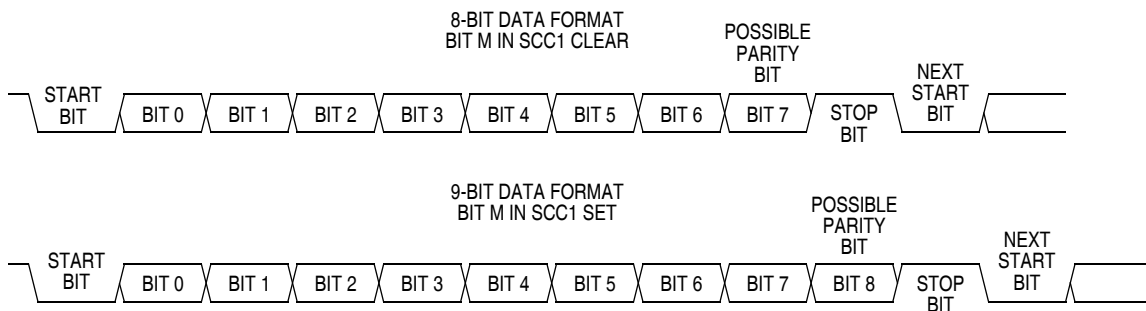 8-BIT DATA FORMAT
BIT M IN SCC1 CLEAR
POSSIBLE
PARITY
BIT
START
BIT
BIT 0
BIT 1
BIT 2
BIT 3
BIT 4
BIT 5
BIT 6
BIT 7
STOP
BIT
NEXT
START
BIT
9-BIT DATA FORMAT
BIT M IN SCC1 SET
POSSIBLE
PARITY
BIT
START
BIT
BIT 0
BIT 1
BIT 2
BIT 3
BIT 4
BIT 5
BIT 6
BIT 7
BIT 8
STOP
BIT
NEXT
START
BIT